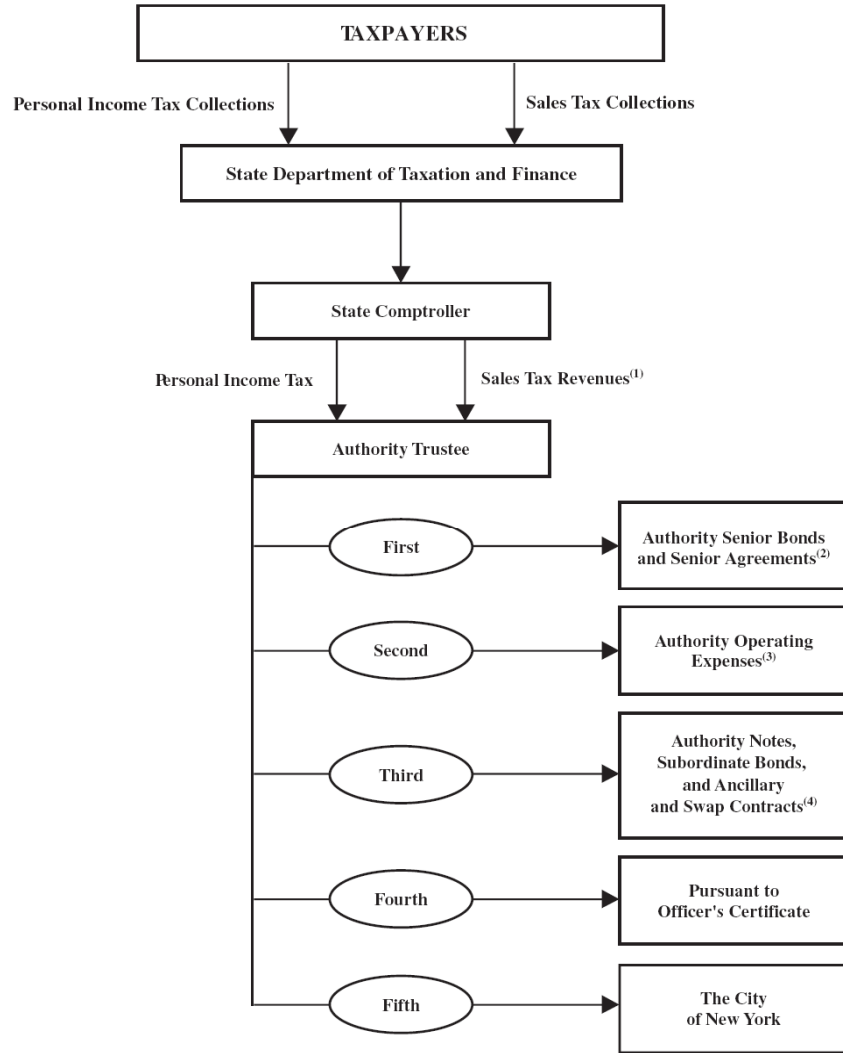 TAXPAYERS
Personal Income Tax Collections
Sales Tax Collections
State Department of Taxation and Finance
State Comptroller
Personal Income Tax
Sales Tax Revenues(1)
Authority Trustee
First
Authority Senior Bonds
and Senior Agreements(2)
Second
Authority Operating
Expenses(3)
Third
Authority Notes,
Subordinate Bonds,
and Ancillary
and Swap Contracts(4)
Fourth
Pursuant to
Officer's Certificate
Fifth
The City
of New York